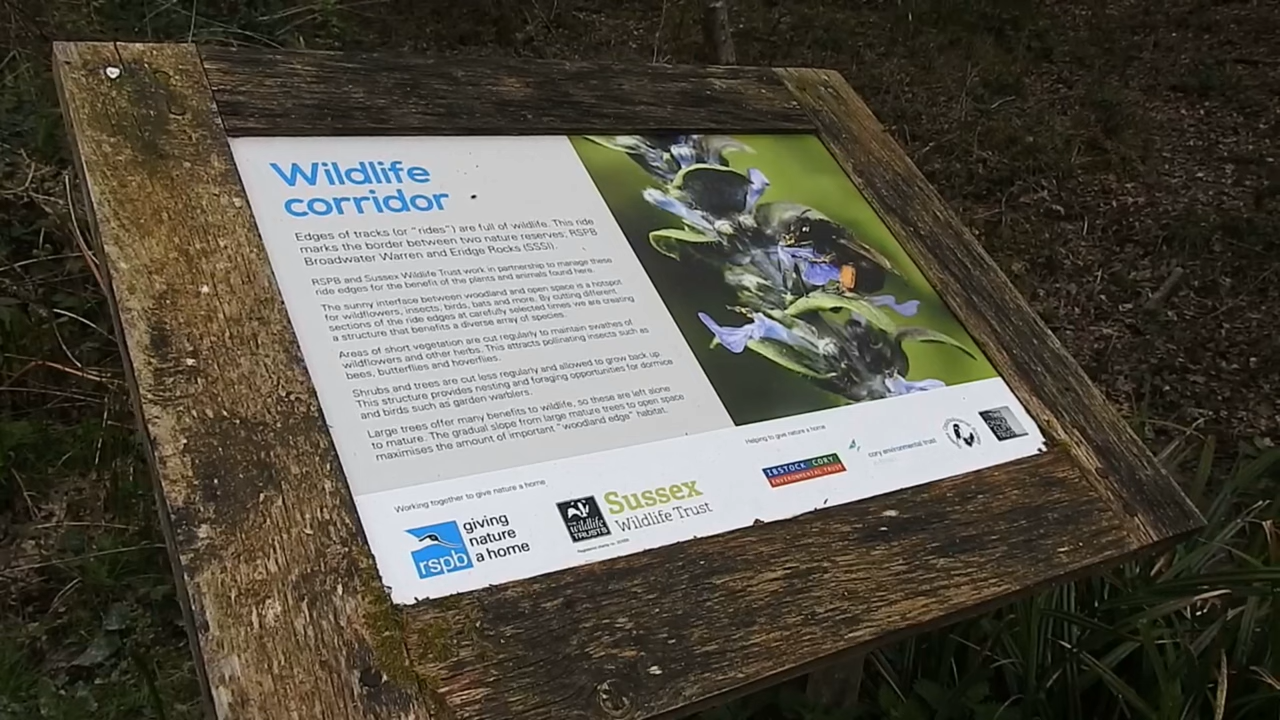 Wildlife
corridor
Edges of tracks (or "rides") are full of wildlife. This ride
marks the border between two nature reserves; RSPB
Broadwater Warren and Eridge Rocks (SSSI).
RSPB and Sussex Wildlife Trust work in partnership to manage these
ride edges for the benefit of the plants and animals found here.
The sunny interface between woodland and open space is a hotspot
for wildflowers, insects, birds, bats and more. By cutting different
sections of the ride edges at carefully selected times we are creating
a structure that benefits a diverse array of species.
Areas of short vegetation are cut regularly to maintain swathes of
wildflowers and other herbs. This attracts pollinating insects such as
bees, butterflies and hoverflies.
Shrubs and trees are cut less regularly and allowed to grow back up.
This structure provides nesting and foraging opportunities for dormice
and birds such as garden warblers.
Large trees offer many benefits to wildlife, so these are left alone
to mature. The gradual slope from large mature trees to open space
maximises the amount of important "woodland edge" habitat.
Working together to give nature a home
rspb
giving
nature
a home
THE
wildlife
TRUSTS
Sussex
Wildlife Trust
Helping to give nature a home
IBSTOCK CORY
ENVIRONMENTAL TRUST
cory environmental trust